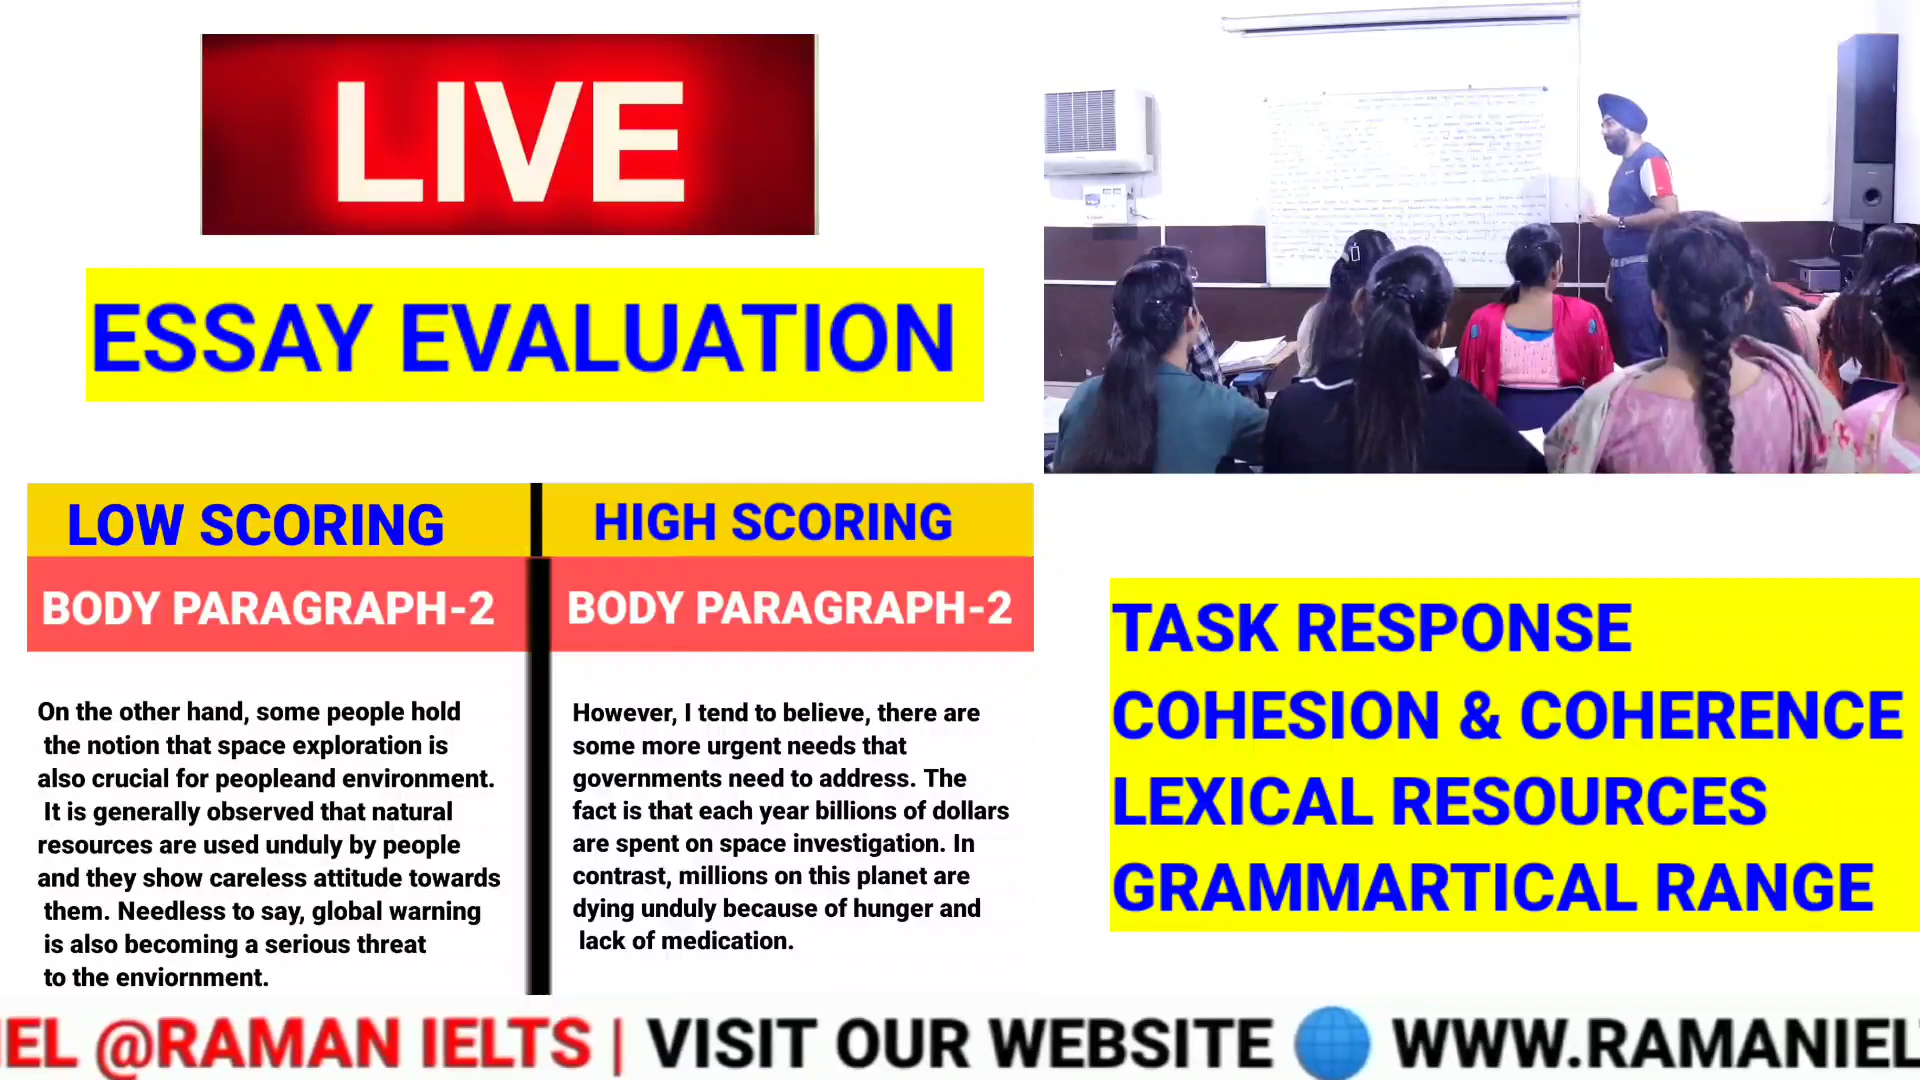 LIVE
ESSAY EVALUATION
LOW SCORING
BODY PARAGRAPH-2
On the other hand, some people hold
the notion that space exploration is
also crucial for peopleand environment.
It is generally observed that natural
resources are used unduly by people
and they show careless attitude towards
them. Needless to say, global warning
is also becoming a serious threat
to the enviornment.
HIGH SCORING
BODY PARAGRAPH-2
However, I tend to believe, there are
some more urgent needs that
governments need to address. The
fact is that each year billions of dollars
are spent on space investigation. In
contrast, millions on this planet are
dying unduly because of hunger and
lack of medication.
TASK RESPONSE
COHESION & COHERENCE
LEXICAL RESOURCES
GRAMMARTICAL RANGE
IEL @RAMAN IELTS | VISIT OUR WEBSITE WWW.RAMANIEL